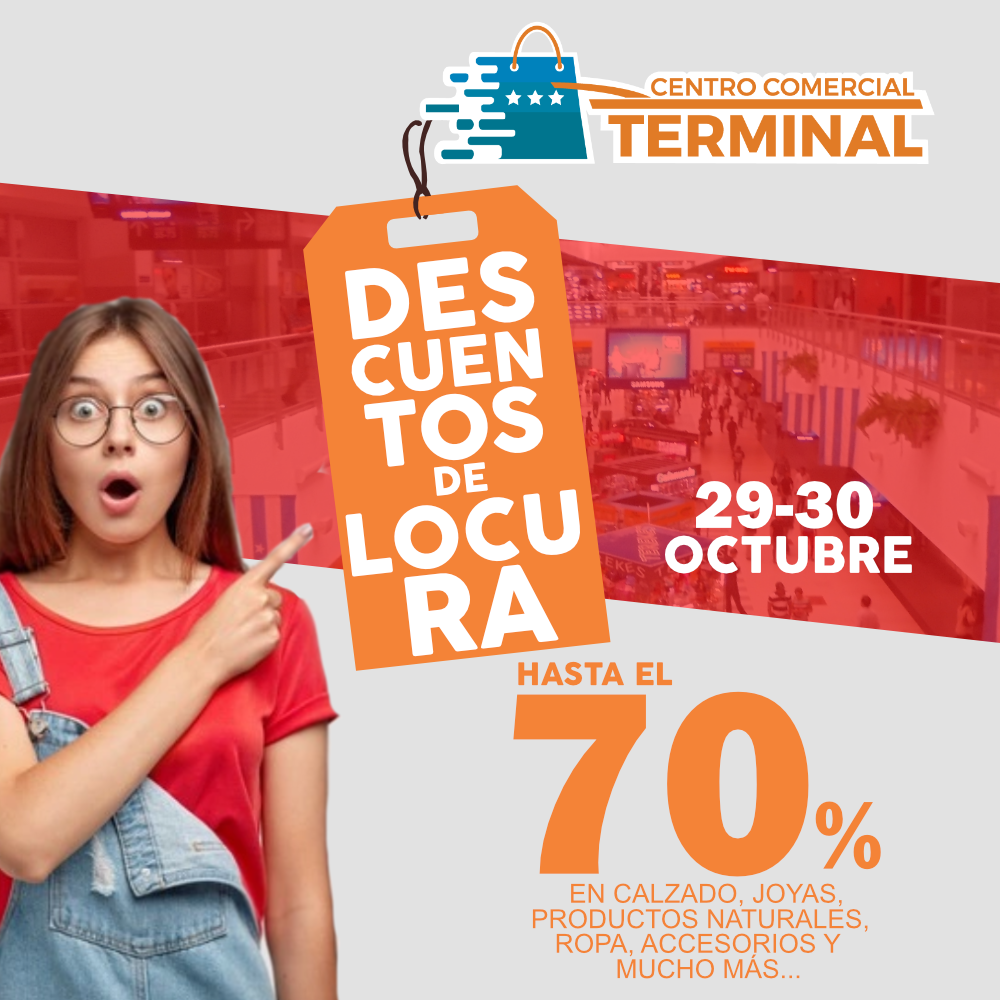 CENTRO COMERCIAL
TERMINAL
DES
CUEN
TOS
DE
LOCU
RA
SAMSUNG
29-30
OCTUBRE
HASTA EL
70%
EN CALZADO, JOYAS,
PRODUCTOS NATURALES,
ROPA, ACCESORIOS Y
MUCHO MÁS...